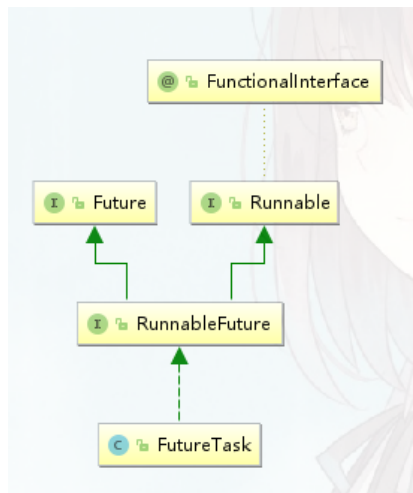 @ FunctionalInterface
I Future
I Runnable
I RunnableFuture
C FutureTask